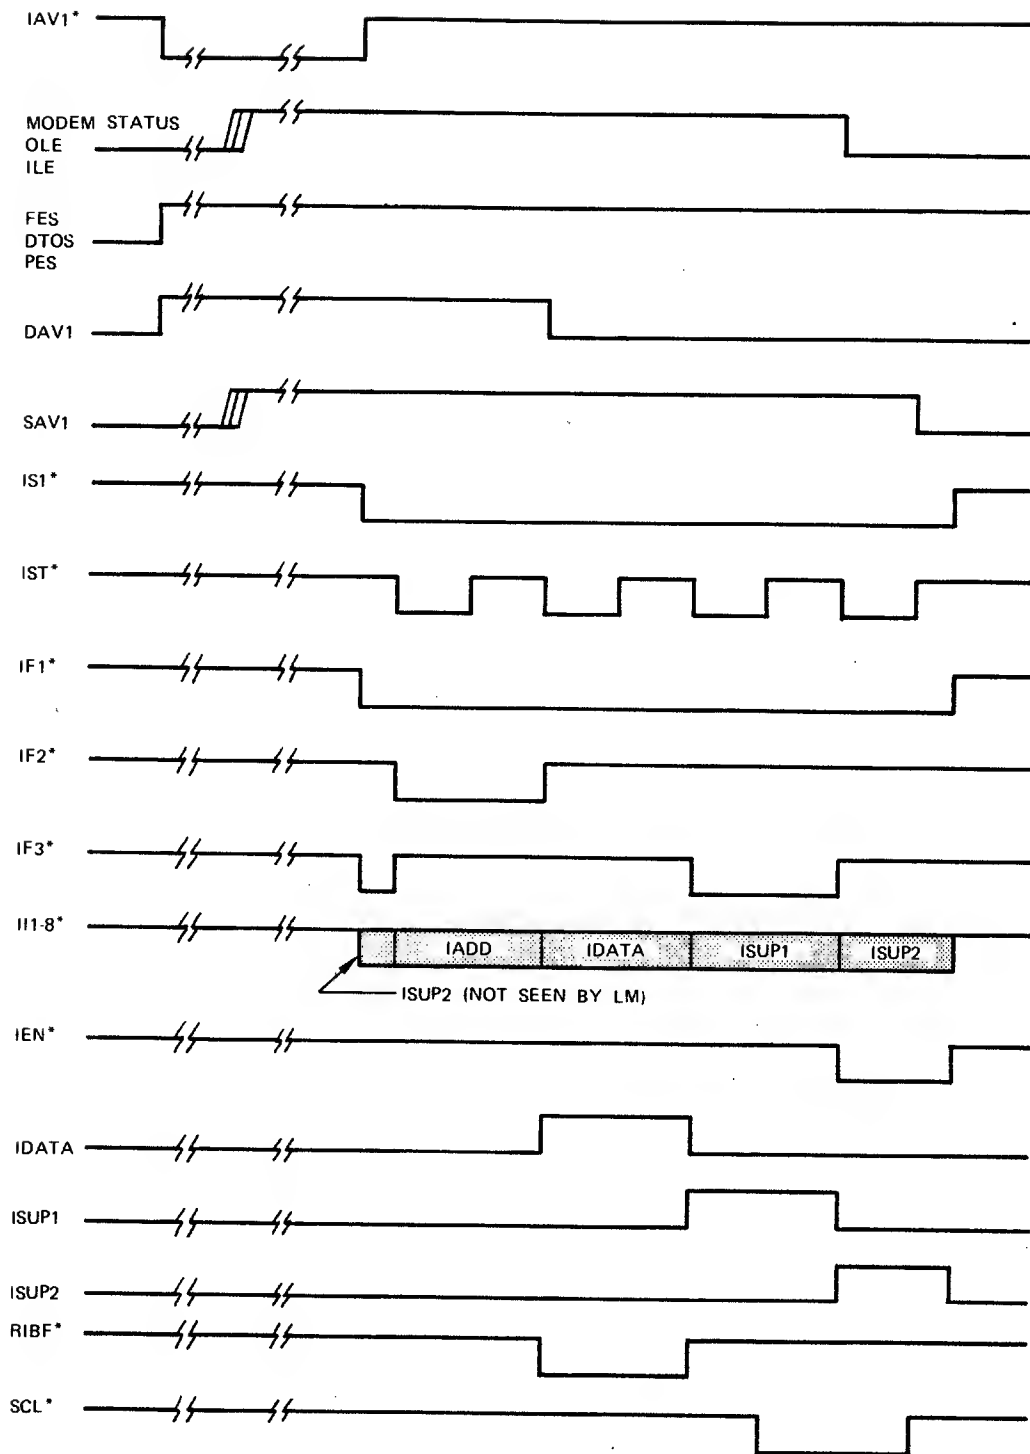 IAV1*
MODEM STATUS
OLE
ILE
FES
DTOS
PES
DAV1
SAV1
IS1*
IST*
IF1*
IF2*
IF3*
II1-8*
IADD IDATA ISUP1 ISUP2
ISUP2 (NOT SEEN BY LM)
IEN*
IDATA
ISUP1
ISUP2
RIBF*
SCL*